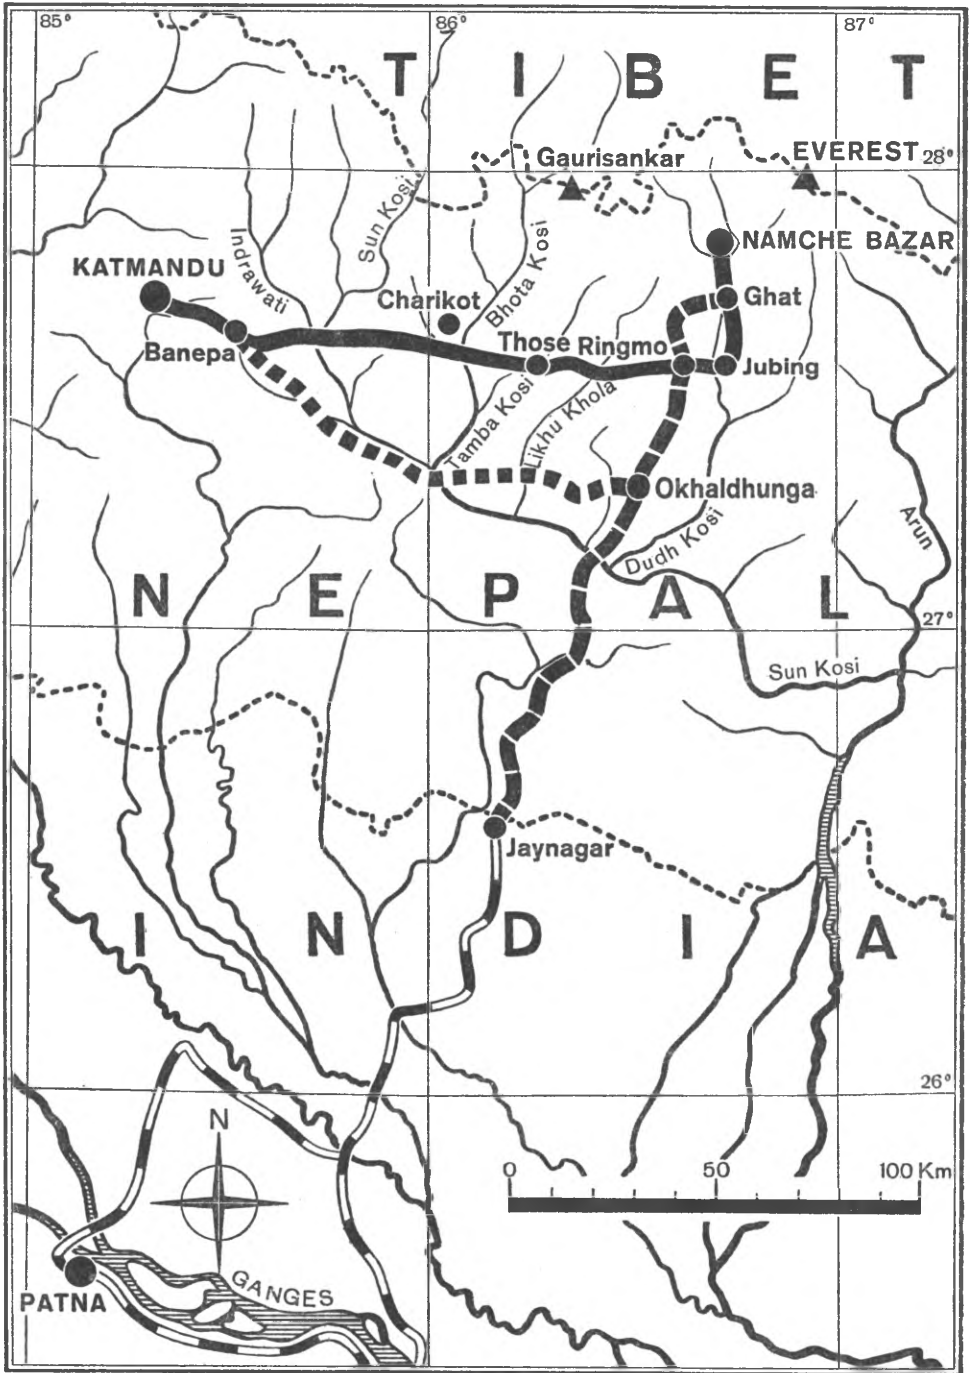 85°
86°
87°
T I B E T
Gaurisankar
EVEREST
28°
NAMCHE BAZAR
Sun Kosi
Indrawati
KATMANDU
Bhota Kosi
Charikot
Ghat
Banepa
Those
Ringmo
Jubing
Tamba Kosi
Likhu Khola
Okhaldhunga
Arun
Dudh Kosi
N E P A L
27°
Sun Kosi
Jaynagar
I N D I A
26°
N
0 50 100 Km
GANGES
PATNA